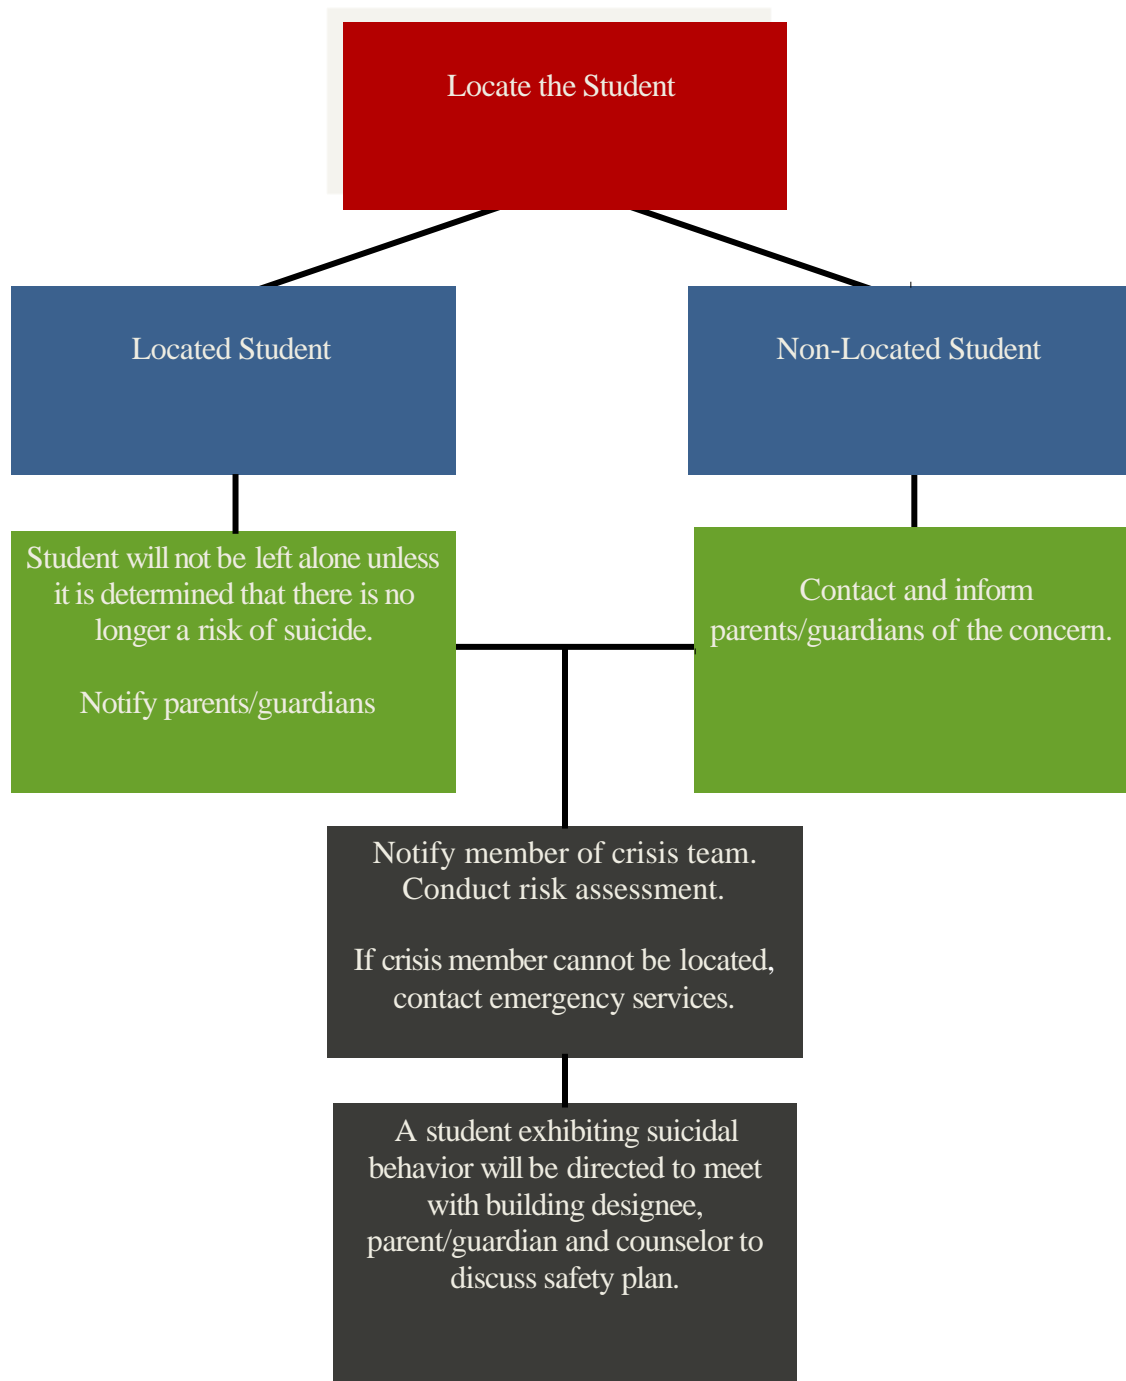 Locate the Student
Located Student
Non-Located Student
Student will not be left alone unless
it is determined that there is no
longer a risk of suicide.
Notify parents/guardians
Contact and inform
parents/guardians of the concern.
Notify member of crisis team.
Conduct risk assessment.
If crisis member cannot be located,
contact emergency services.
A student exhibiting suicidal
behavior will be directed to meet
with building designee,
parent/guardian and counselor to
discuss safety plan.